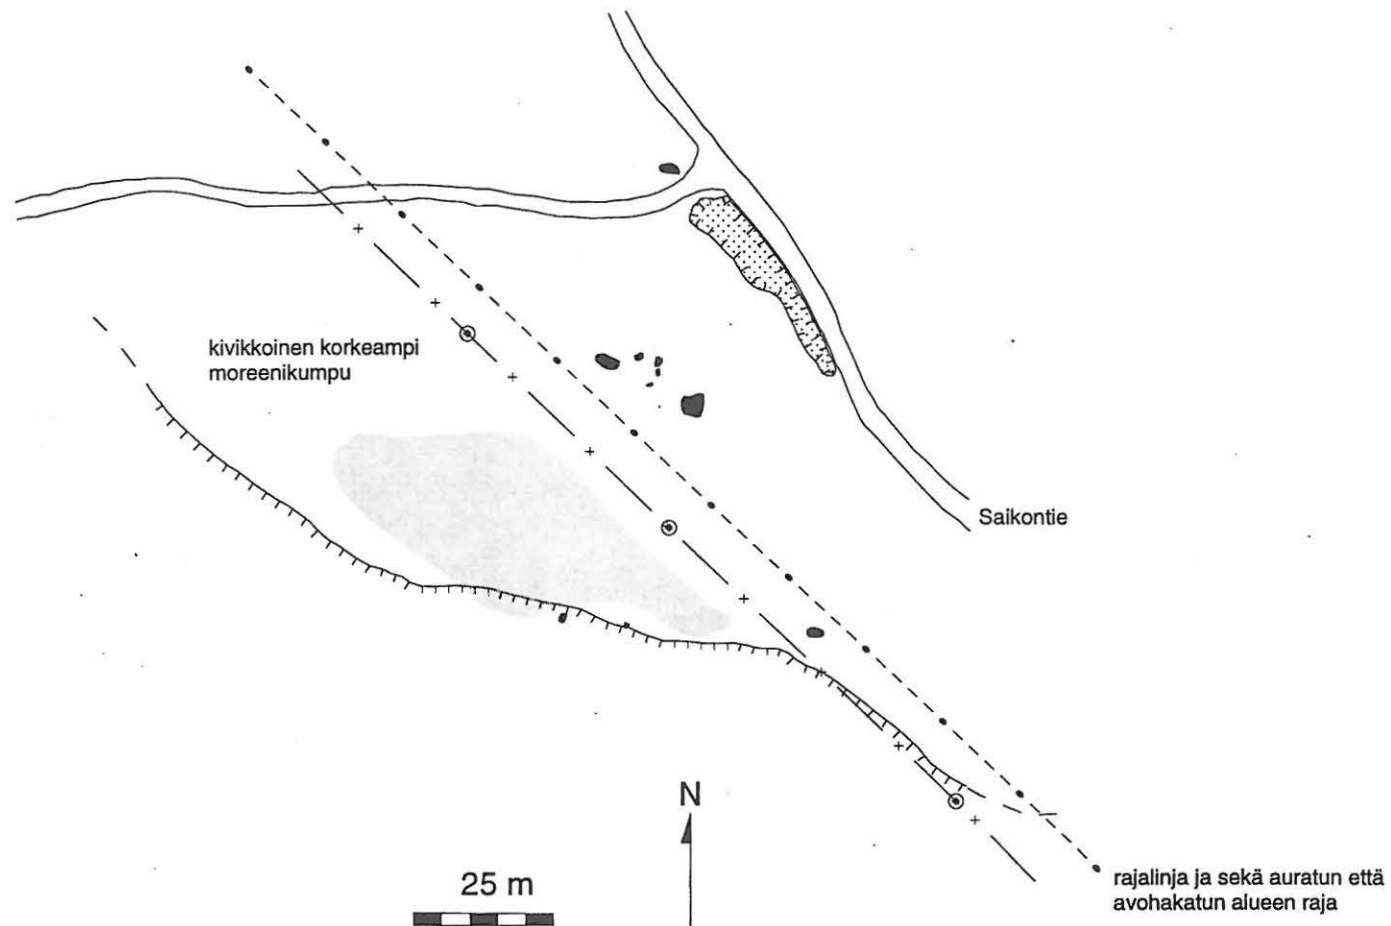 kivikkoinen korkeampi
moreenikumpu
Saikontie
N
25 m
rajalinja ja sekä auratun että
avohakatun alueen raja